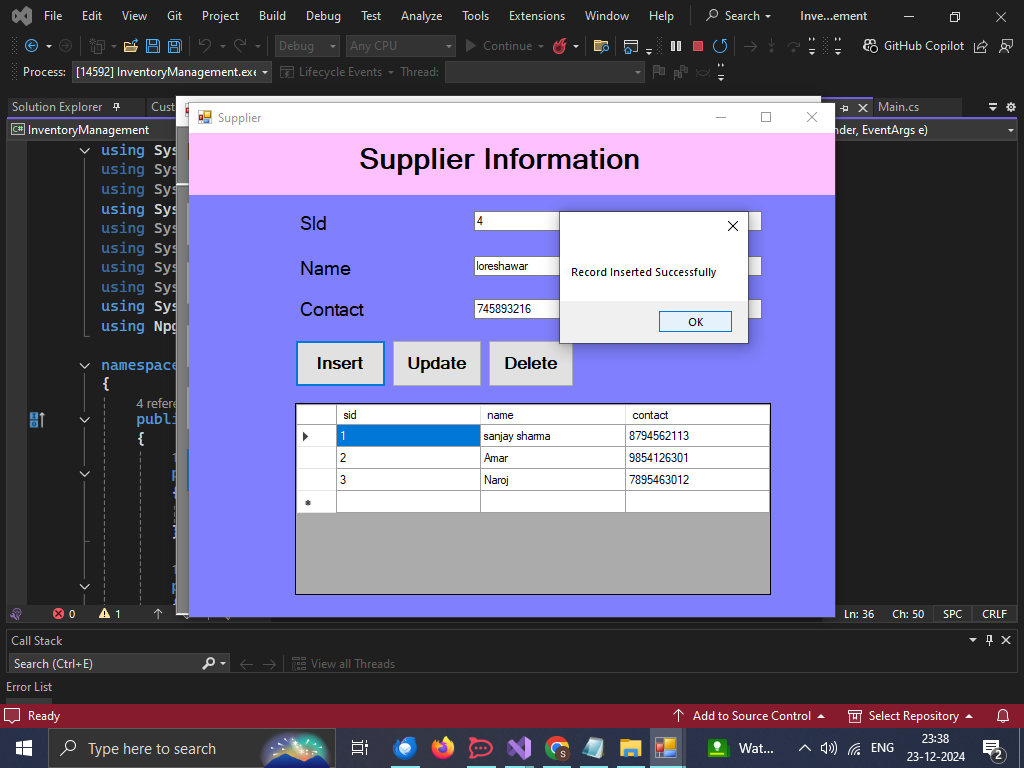 File Edit View Git Project Build Debug Test Analyze Tools Extensions Window Help Search Inve...ement
Debug Any CPU Continue GitHub Copilot
Process: [14592] InventoryManagement.exe Lifecycle Events Thread:
Solution Explorer Cust Main.cs
InventoryManagement nder, EventArgs e)
Supplier
Supplier Information
SId 4
Name loreshawar
Contact 745893216
Record Inserted Successfully
OK
Insert Update Delete
sid name contact
1 sanjay sharma 8794562113
2 Amar 9854126301
3 Naroj 7895463012
using Sys
using Sys
using Sys
using Sys
using Sys
using Sys
using Sys
using Sys
using Sys
using Npg
namespace
{
4 refere
publi
{
0 1 Ln: 36 Ch: 50 SPC CRLF
Call Stack
Search (Ctrl+E) View all Threads
Error List
Ready Add to Source Control Select Repository
Type here to search Wat... ENG 23:38
23-12-2024 2